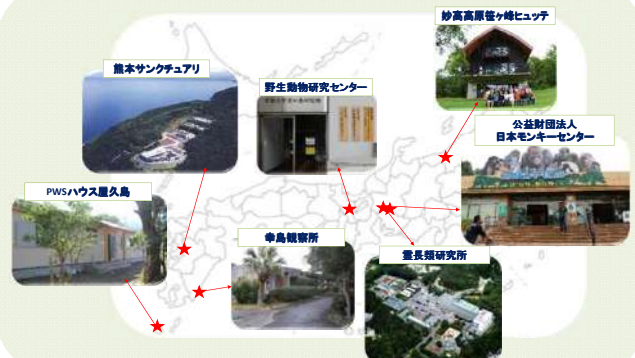 妙高高原笹ヶ峰ヒュッテ
熊本サンクチュアリ
野生動物研究センター
公益財団法人
日本モンキーセンター
PWSハウス屋久島
幸島観察所
霊長類研究所